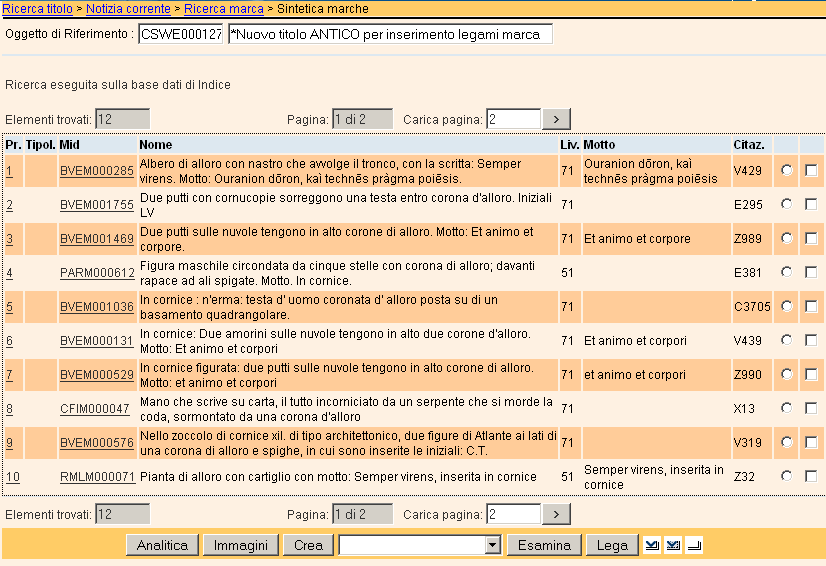 Ricerca titolo > Notizia corrente > Ricerca marca > Sintetica marche
Oggetto di Riferimento : CSWE000127 *Nuovo titolo ANTICO per inserimento legami marca
Ricerca eseguita sulla base dati di Indice
Elementi trovati: 12 Pagina: 1 di 2 Carica pagina: 2 >
Pr. Tipol. Mid Nome Liv. Motto Citaz.
1 BVEM000285 Albero di alloro con nastro che avvolge il tronco, con la scritta: Semper virens. Motto: Ouranion dōron, kaì technēs pràgma poiēsis. 71 Ouranion dōron, kaì technēs pràgma poiēsis V429
2 BVEM001755 Due putti con cornucopie sorreggono una testa entro corona d'alloro. Iniziali LV 71 E295
3 BVEM001469 Due putti sulle nuvole tengono in alto corone di alloro. Motto: Et animo et corpore. 71 Et animo et corpore Z989
4 PARM000612 Figura maschile circondata da cinque stelle con corona di alloro; davanti rapace ad ali spigate. Motto. In cornice. 51 E381
5 BVEM001036 In cornice : n'erma: testa d' uomo coronata d' alloro posta su di un basamento quadrangolare. 71 C3705
6 BVEM000131 In cornice: Due amorini sulle nuvole tengono in alto due corone d'alloro. Motto: Et animo et corpori 71 Et animo et corpori V439
7 BVEM000529 In cornice figurata: due putti sulle nuvole tengono in alto corone di alloro. Motto: et animo et corpori 71 et animo et corpori Z990
8 CFIM000047 Mano che scrive su carta, il tutto incorniciato da un serpente che si morde la coda, sormontato da una corona d'alloro 71 X13
9 BVEM000576 Nello zoccolo di cornice xil. di tipo architettonico, due figure di Atlante ai lati di una corona di alloro e spighe, in cui sono inserite le iniziali: C.T. 71 V319
10 RMLM000071 Pianta di alloro con cartiglio con motto: Semper virens, inserita in cornice 51 Semper virens, inserita in cornice Z32
Elementi trovati: 12 Pagina: 1 di 2 Carica pagina: 2 >
Analitica Immagini Crea Esamina Lega